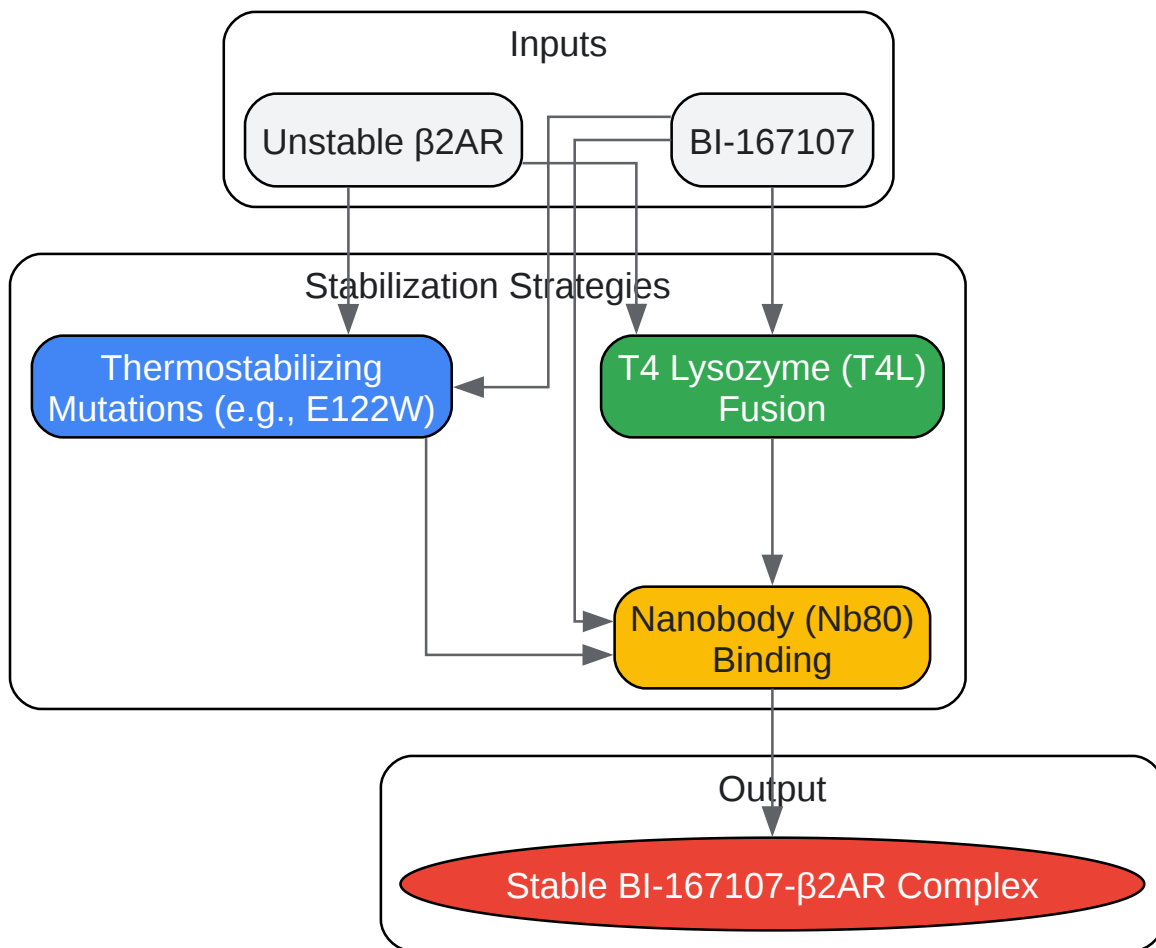 Inputs
Unstable β2AR
BI-167107
Stabilization Strategies
Thermostabilizing
Mutations (e.g., E122W)
T4 Lysozyme (T4L)
Fusion
Nanobody (Nb80)
Binding
Output
Stable BI-167107-β2AR Complex